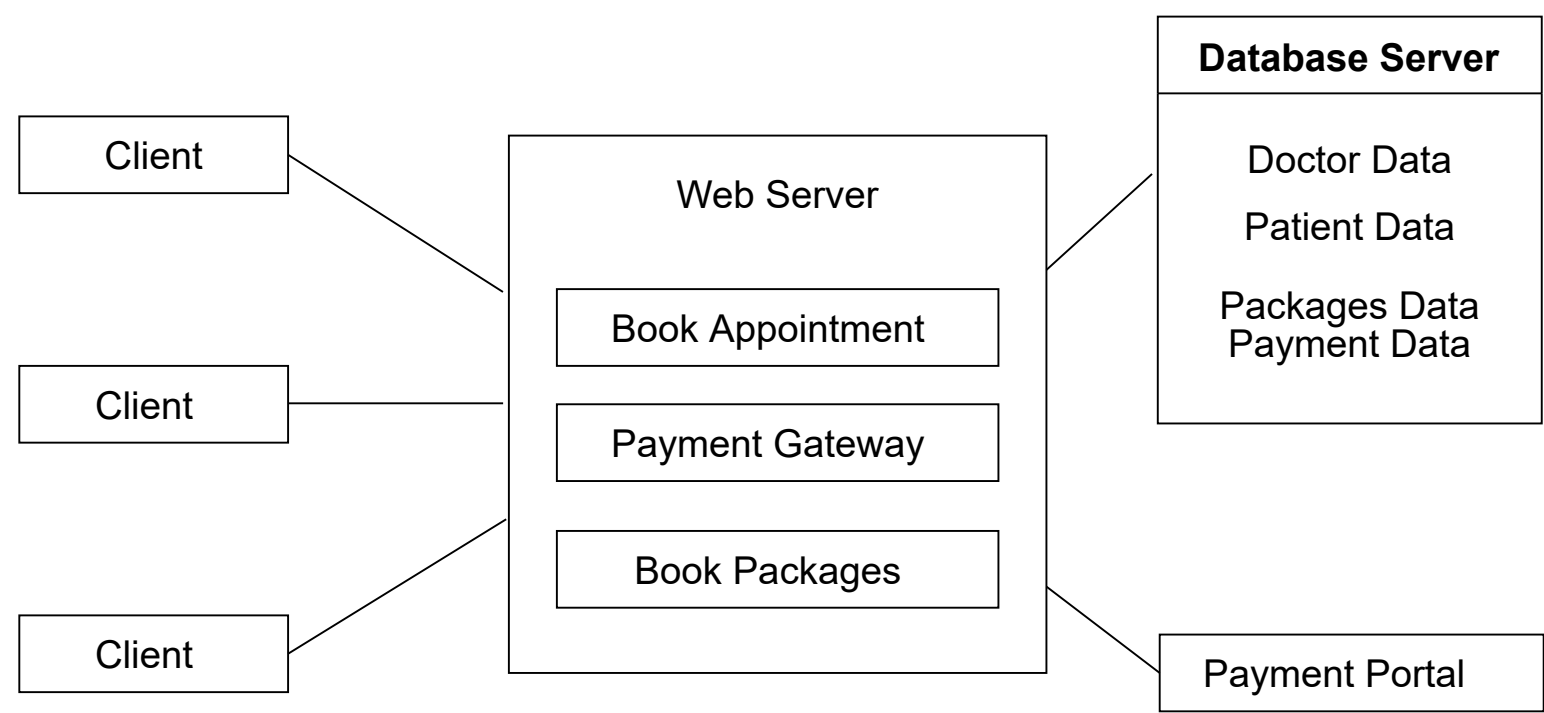 Client
Client
Client
Web Server
Book Appointment
Payment Gateway
Book Packages
Database Server
Doctor Data
Patient Data
Packages Data
Payment Data
Payment Portal